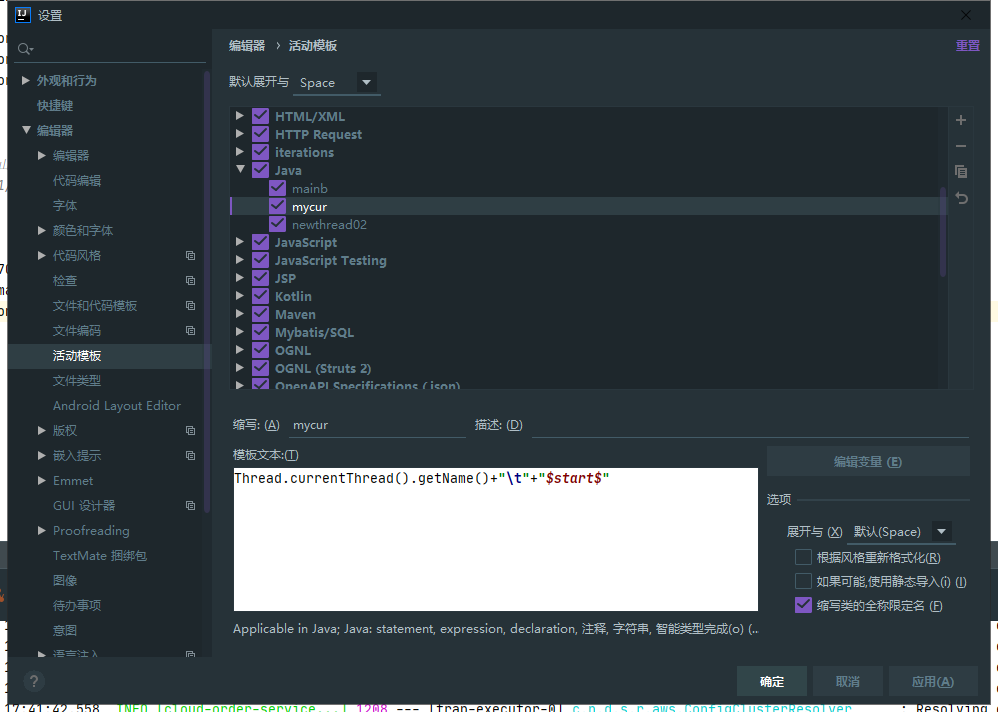 设置
编辑器 › 活动模板
重置
外观和行为
快捷键
编辑器
编辑器
代码编辑
字体
颜色和字体
代码风格
检查
文件和代码模板
文件编码
活动模板
文件类型
Android Layout Editor
版权
嵌入提示
Emmet
GUI 设计器
Proofreading
TextMate 捆绑包
图像
待办事项
意图
语言注入
默认展开与 Space
HTML/XML
HTTP Request
iterations
Java
mainb
mycur
newthread02
JavaScript
JavaScript Testing
JSP
Kotlin
Maven
Mybatis/SQL
OGNL
OGNL (Struts 2)
OpenAPI Specifications (.json)
缩写: (A) mycur 描述: (D)
模板文本:(T)
Thread.currentThread().getName()+"\t"+"$start$"
编辑变量 (E)
选项
展开与 (X) 默认(Space)
根据风格重新格式化(R)
如果可能,使用静态导入(i) (I)
缩写类的全称限定名 (F)
Applicable in Java; Java: statement, expression, declaration, 注释, 字符串, 智能类型完成(o) (..
?
确定 取消 应用(A)
17:41:42.558 INFO [cloud-order-service,,,] 1208 --- [trap-executor-0] c.n.d.s.r.aws.ConfigClusterResolver : Resolving